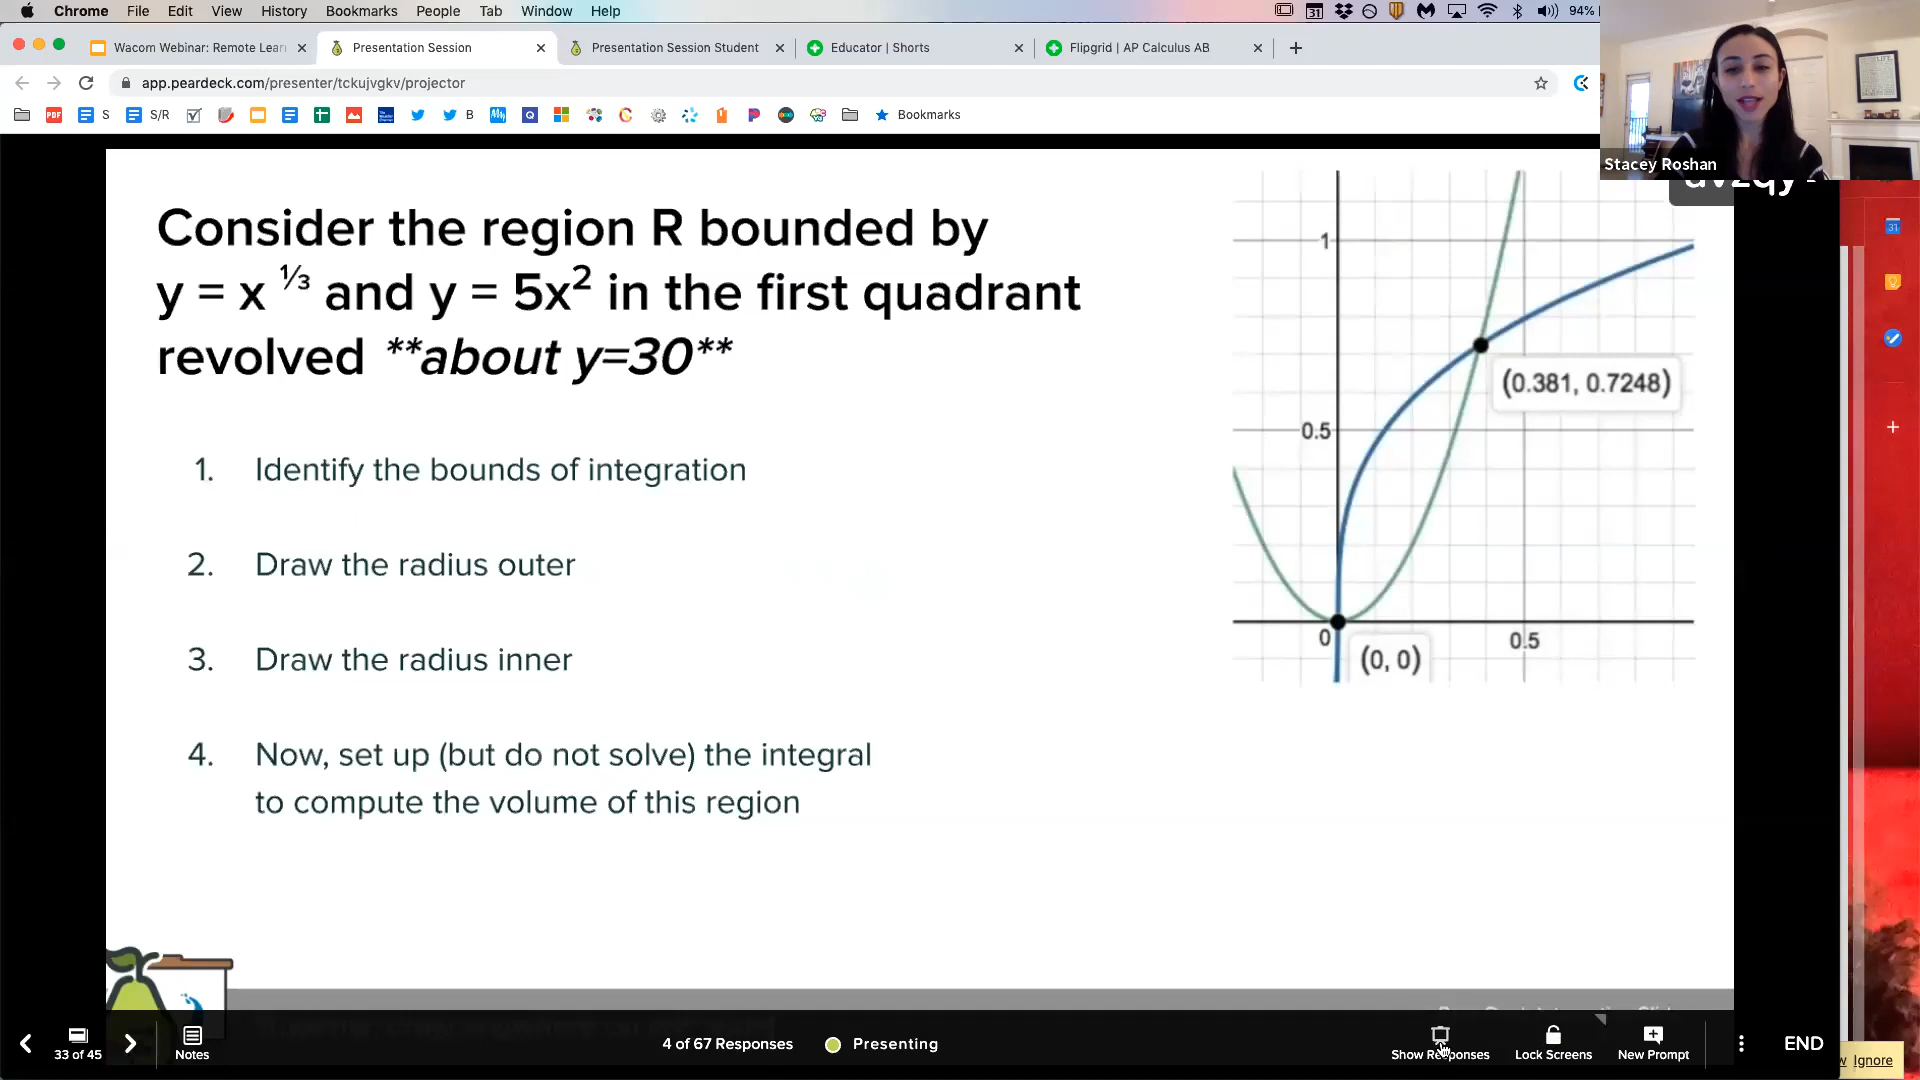 Chrome File Edit View History Bookmarks People Tab Window Help
31 94%
Wacom Webinar: Remote Lear
Presentation Session
Presentation Session Student
Educator | Shorts
Flipgrid | AP Calculus AB
app.peardeck.com/presenter/tckujvgkv/projector
PDF S S/R B Bookmarks
Stacey Roshan
Consider the region R bounded by
y = x ⅓ and y = 5x² in the first quadrant
revolved **about y=30**
1. Identify the bounds of integration
2. Draw the radius outer
3. Draw the radius inner
4. Now, set up (but do not solve) the integral
to compute the volume of this region
1
(0.381, 0.7248)
0.5
0
0.5
(0, 0)
31
33 of 45
Notes
4 of 67 Responses
Presenting
Show Responses
Lock Screens
New Prompt
END
Ignore